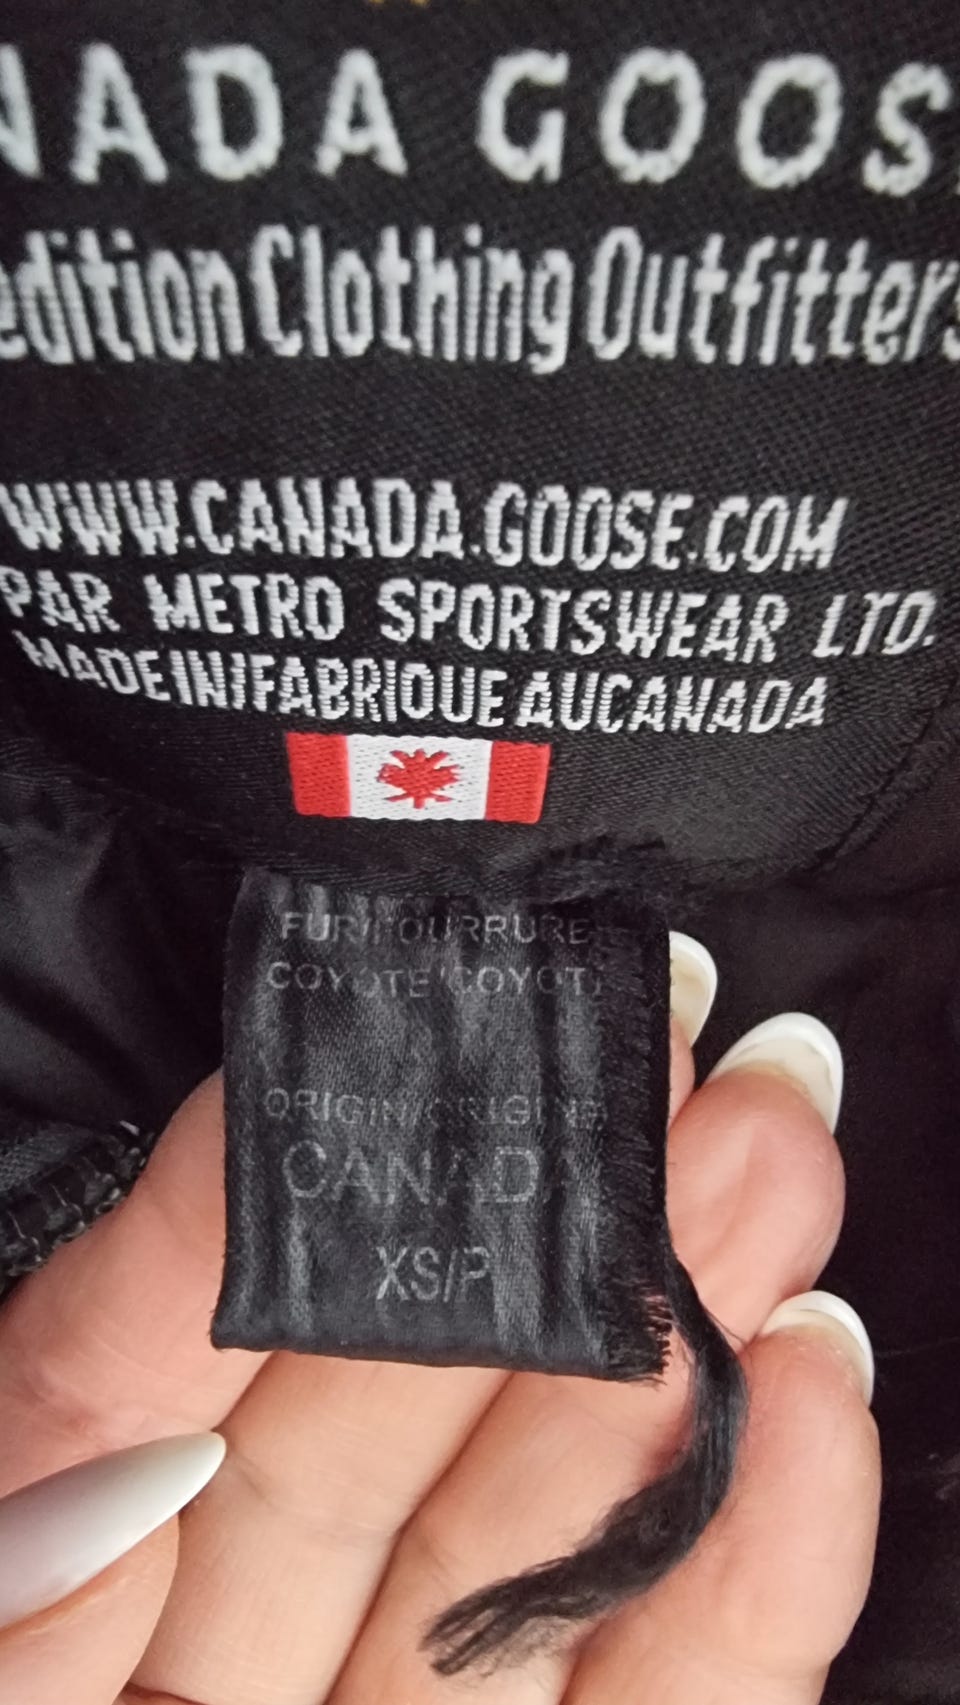 NADA GOOS
edition Clothing Outfitters
WWW.CANADA.GOOSE.COM
PAR METRO SPORTSWEAR LTD.
MADE IN/FABRIQUE AU CANADA
FUR/FOURRURE
COYOTE/COYOTE
ORIGIN/ORIGINE
CANADA
XS/P